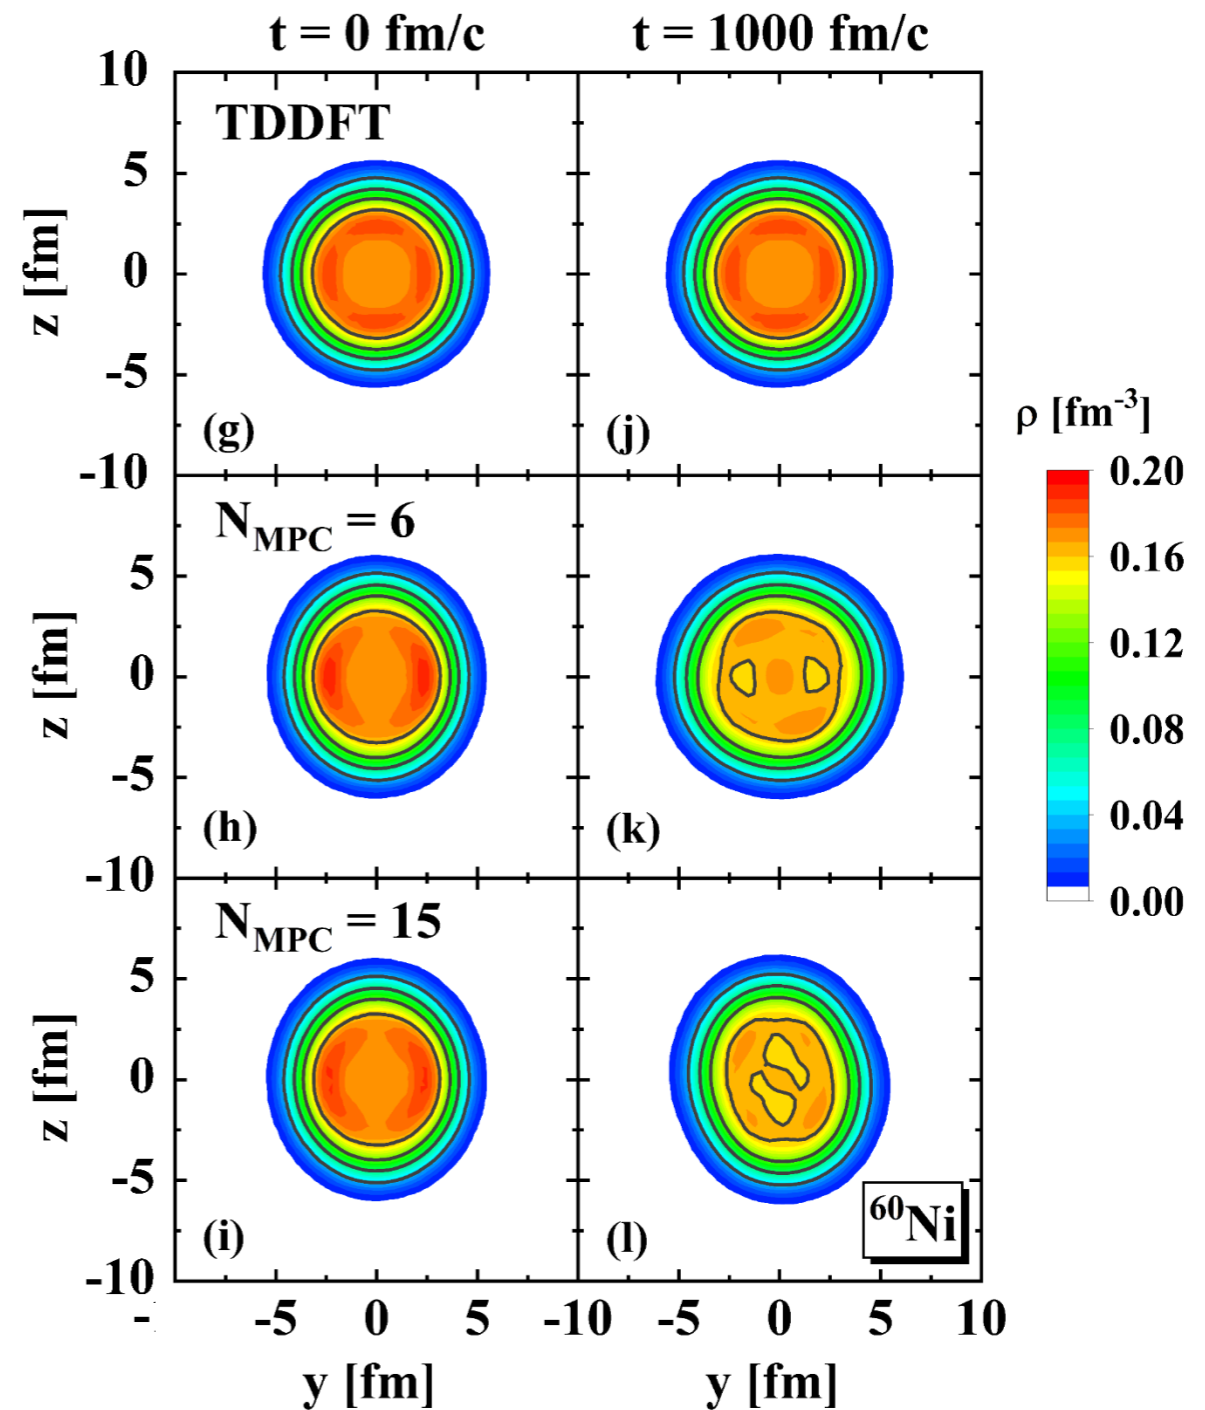 t = 0 fm/c t = 1000 fm/c
10
TDDFT
5
z [fm]
0
-5
(g) (j)
-10
ρ [fm-3]
0.20
0.16
0.12
0.08
0.04
0.00
NMPC = 6
5
z [fm]
0
-5
(h) (k)
-10
NMPC = 15
5
z [fm]
0
-5
60Ni
(i) (l)
-10
- -5 0 5 -10 -5 0 5 10
y [fm] y [fm]